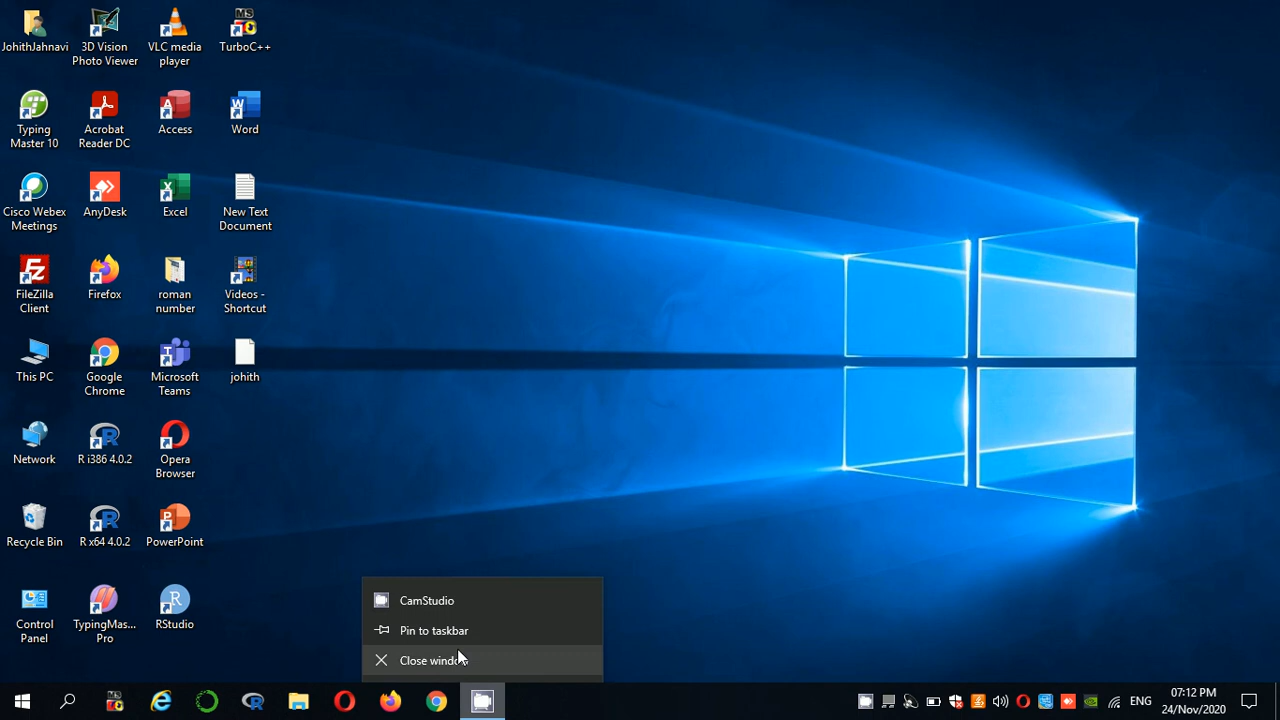 JohithJahnavi
3D Vision
Photo Viewer
VLC media
player
MS
TurboC++
Typing
Master 10
Acrobat
Reader DC
Access
Word
Cisco Webex
Meetings
AnyDesk
Excel
New Text
Document
FileZilla
Client
Firefox
roman
number
Videos -
Shortcut
This PC
Google
Chrome
Microsoft
Teams
johith
Network
R i386 4.0.2
Opera
Browser
Recycle Bin
R x64 4.0.2
PowerPoint
Control
Panel
TypingMas...
Pro
RStudio
CamStudio
Pin to taskbar
Close window
ENG
07:12 PM
24/Nov/2020